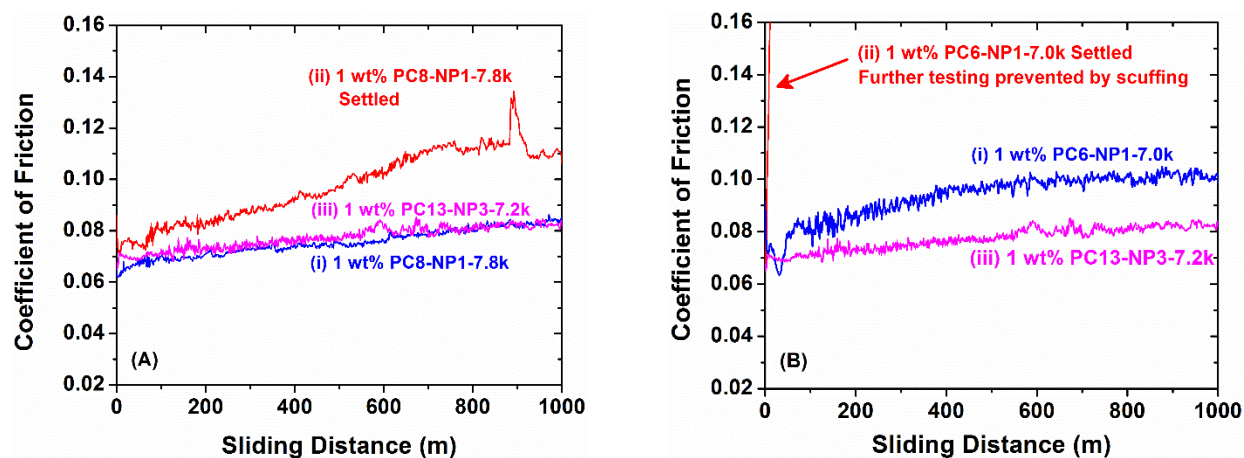 0.16
0.14
0.12
0.10
0.08
0.06
0.04
0.02
Coefficient of Friction
(ii) 1 wt% PC8-NP1-7.8k
Settled
(iii) 1 wt% PC13-NP3-7.2k
(i) 1 wt% PC8-NP1-7.8k
(A)
0 200 400 600 800 1000
Sliding Distance (m)
0.16
0.14
0.12
0.10
0.08
0.06
0.04
0.02
Coefficient of Friction
(ii) 1 wt% PC6-NP1-7.0k Settled
Further testing prevented by scuffing
(i) 1 wt% PC6-NP1-7.0k
(iii) 1 wt% PC13-NP3-7.2k
(B)
0 200 400 600 800 1000
Sliding Distance (m)